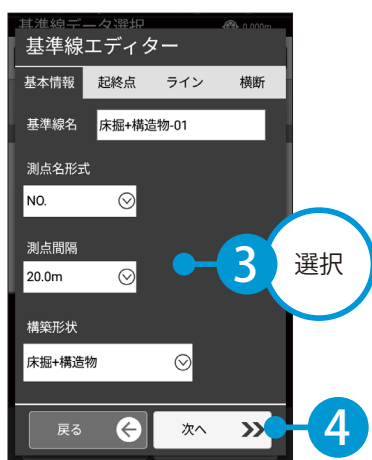 基準線データ選択
0.000m
基準線エディター
基本情報 起終点 ライン 横断
基準線名 床掘+構造物-01
測点名形式
NO.
測点間隔
20.0m
3 選択
構築形状
床掘+構造物
戻る 次へ 4